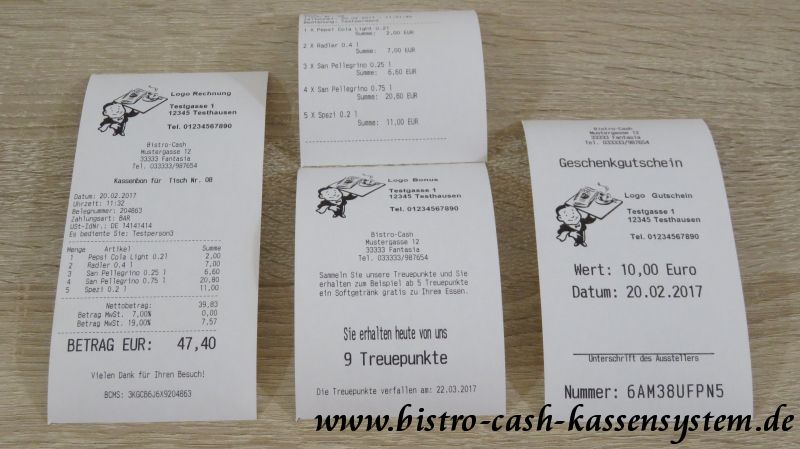 Logo Rechnung
Testgasse 1
12345 Testhausen
Tel. 01234567890
Bistro-Cash
Mustergasse 12
33333 Fantasia
Tel. 033333/987654
Kassenbon für Tisch Nr. 08
Datum: 20.02.2017
Uhrzeit: 11:32
Belegnummer: 204863
Zahlungsart: BAR
USt-IdNr.: DE 14141414
Es bediente Sie: Testperson3
Menge Artikel Summe
1 Pepsi Cola Light 0.2l 2,00
2 Radler 0.4 l 7,00
3 San Pellegrino 0.25 l 6,60
4 San Pellegrino 0.75 l 20,80
5 Spezi 0.2 l 11,00
Nettobetrag: 39,83
Betrag MwSt. 7,00% 0,00
Betrag MwSt. 19,00% 7,57
BETRAG EUR: 47,40
Vielen Dank für Ihren Besuch!
BCMS: 3KGCB6J6X9204863
1 X Pepsi Cola Light 0.2l
Summe: 2,00 EUR
2 X Radler 0.4 l
Summe: 7,00 EUR
3 X San Pellegrino 0.25 l
Summe: 6,60 EUR
4 X San Pellegrino 0.75 l
Summe: 20,80 EUR
5 X Spezi 0.2 l
Summe: 11,00 EUR
Logo Bonus
Testgasse 1
12345 Testhausen
Tel. 01234567890
Bistro-Cash
Mustergasse 12
33333 Fantasia
Tel. 033333/987654
Sammeln Sie unsere Treuepunkte und Sie
erhalten zum Beispiel ab 5 Treuepunkte
ein Softgetränk gratis zu Ihrem Essen.
Sie erhalten heute von uns
9 Treuepunkte
Die Treuepunkte verfallen am: 22.03.2017
Bistro-Cash
Mustergasse 12
33333 Fantasia
Tel. 033333/987654
Geschenkgutschein
Logo Gutschein
Testgasse 1
12345 Testhausen
Tel. 01234567890
Wert: 10,00 Euro
Datum: 20.02.2017
Unterschrift des Ausstellers
Nummer: 6AM38UFPN5
www.bistro-cash-kassensystem.de